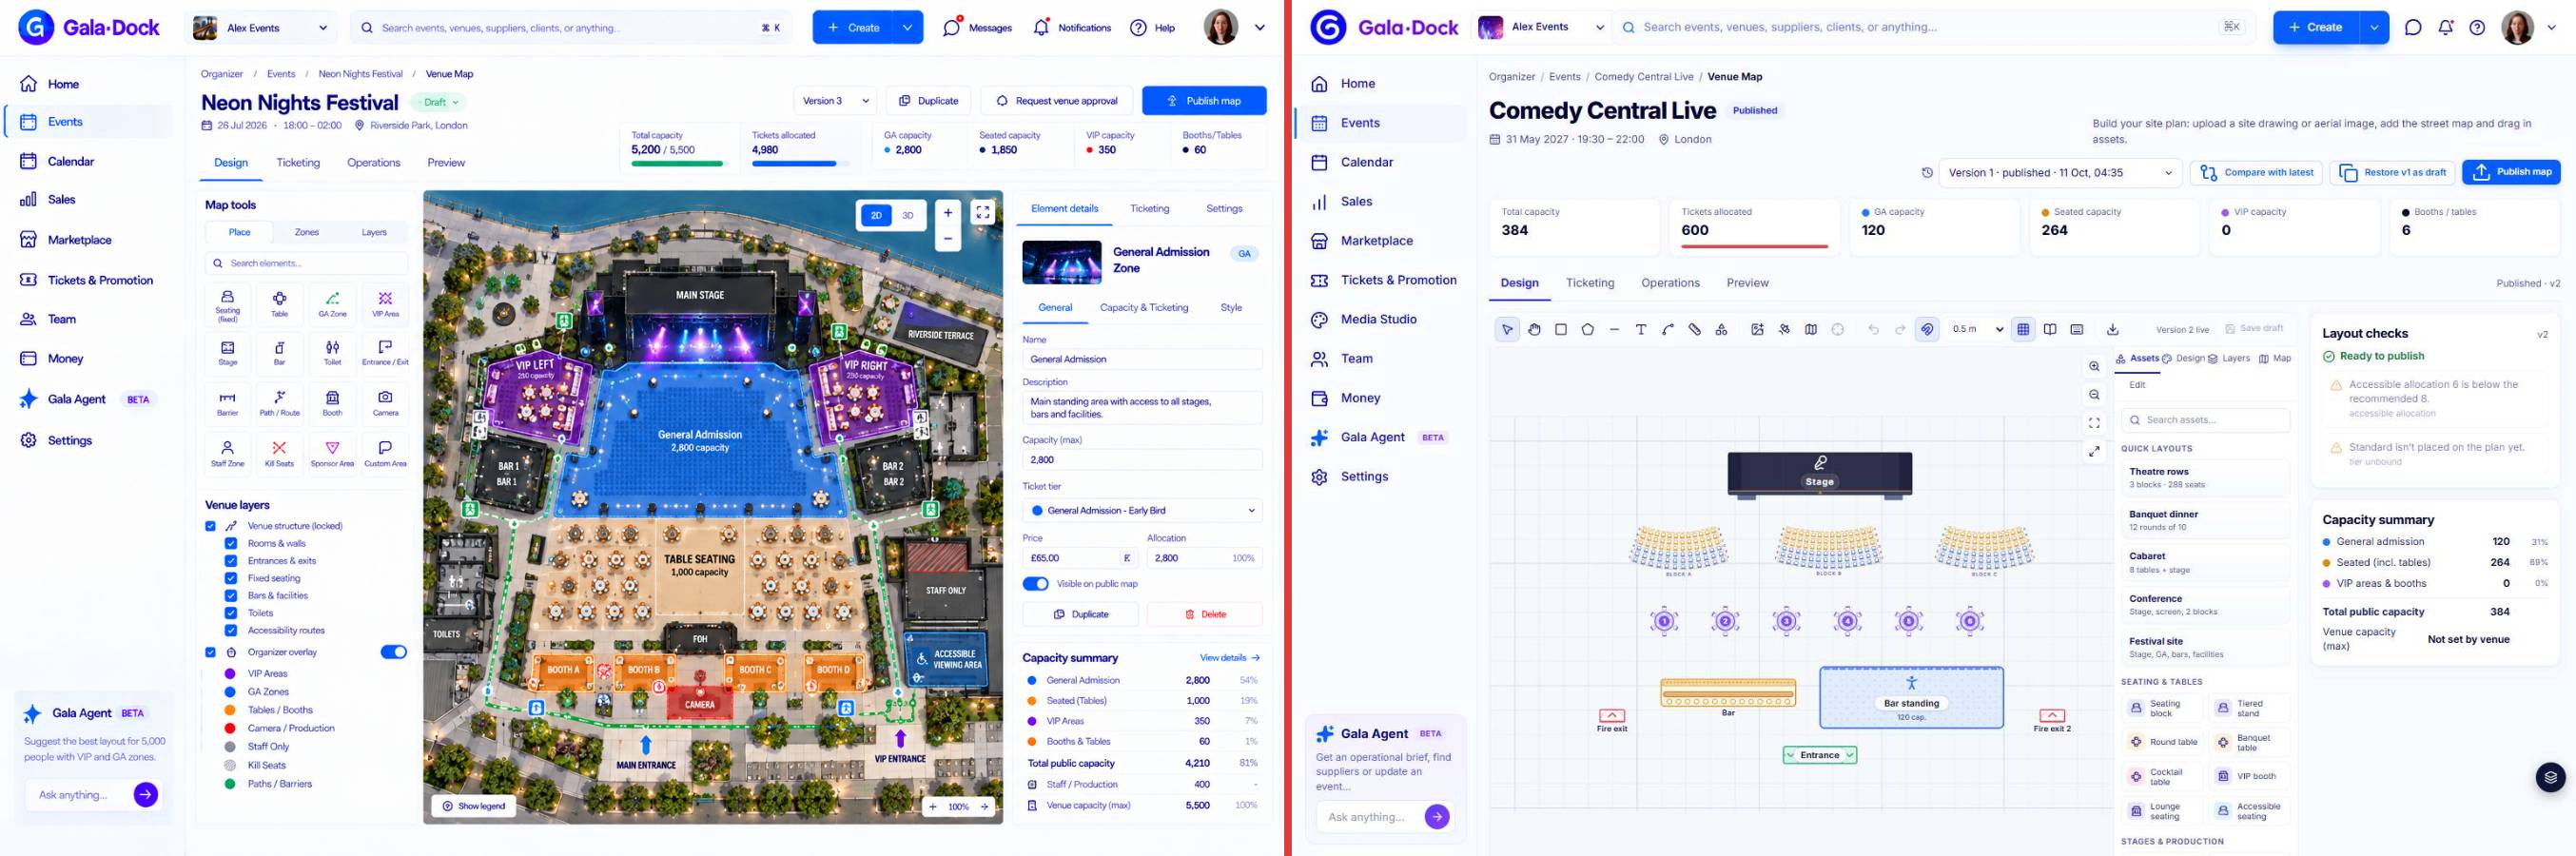 Gala·Dock
Alex Events
Search events, venues, suppliers, clients, or anything...
⌘ K
+ Create
Messages
Notifications
Help
Home
Events
Calendar
Sales
Marketplace
Tickets & Promotion
Team
Money
Gala Agent BETA
Settings
Gala Agent BETA
Suggest the best layout for 5,000
people with VIP and GA zones.
Ask anything...
Organizer / Events / Neon Nights Festival / Venue Map
Neon Nights Festival
Draft
26 Jul 2026 · 18:00 – 02:00
Riverside Park, London
Version 3
Duplicate
Request venue approval
Publish map
Total capacity
5,200 / 5,500
Tickets allocated
4,980
GA capacity
2,800
Seated capacity
1,850
VIP capacity
350
Booths/Tables
60
Design
Ticketing
Operations
Preview
Map tools
Place
Zones
Layers
Search elements...
Seating
(fixed)
Table
GA Zone
VIP Area
Stage
Bar
Toilet
Entrance / Exit
Barrier
Path / Route
Booth
Camera
Staff Zone
Kill Seats
Sponsor Area
Custom Area
Venue layers
Venue structure (locked)
Rooms & walls
Entrances & exits
Fixed seating
Bars & facilities
Toilets
Accessibility routes
Organizer overlay
VIP Areas
GA Zones
Tables / Booths
Camera / Production
Staff Only
Kill Seats
Paths / Barriers
2D
3D
MAIN STAGE
RIVERSIDE TERRACE
VIP LEFT
250 capacity
VIP RIGHT
250 capacity
General Admission
2,800 capacity
BAR 1
BAR 1
BAR 2
BAR 2
TABLE SEATING
1,000 capacity
STAFF ONLY
TOILETS
FOH
BOOTH A
BOOTH B
BOOTH C
BOOTH D
CAMERA
ACCESSIBLE
VIEWING AREA
MAIN ENTRANCE
VIP ENTRANCE
Show legend
+ 100%
Element details
Ticketing
Settings
General Admission
Zone
GA
General
Capacity & Ticketing
Style
Name
General Admission
Description
Main standing area with access to all stages,
bars and facilities.
Capacity (max)
2,800
Ticket tier
General Admission - Early Bird
Price
Allocation
£65.00
£
2,800
100%
Visible on public map
Duplicate
Delete
Capacity summary
View details
General Admission 2,800 54%
Seated (Tables) 1,000 19%
VIP Areas 350 7%
Booths & Tables 60 1%
Total public capacity 4,210 81%
Staff / Production 400 -
Venue capacity (max) 5,500 100%
Gala·Dock
Alex Events
Search events, venues, suppliers, clients, or anything...
⌘K
+ Create
Home
Events
Calendar
Sales
Marketplace
Tickets & Promotion
Media Studio
Team
Money
Gala Agent BETA
Settings
Gala Agent BETA
Get an operational brief, find
suppliers or update an
event...
Ask anything...
Organizer / Events / Comedy Central Live / Venue Map
Comedy Central Live
Published
31 May 2027 · 19:30 – 22:00
London
Build your site plan: upload a site drawing or aerial image, add the street map and drag in
assets.
Version 1 · published · 11 Oct, 04:35
Compare with latest
Restore v1 as draft
Publish map
Total capacity
384
Tickets allocated
600
GA capacity
120
Seated capacity
264
VIP capacity
0
Booths / tables
6
Design
Ticketing
Operations
Preview
Published · v2
0.5 m
Version 2 live
Save draft
Stage
BLOCK A
BLOCK B
BLOCK C
1
2
3
4
5
6
Bar
Bar standing
120 cap.
Fire exit
Fire exit 2
Entrance
Assets
Design
Layers
Map
Edit
Search assets...
QUICK LAYOUTS
Theatre rows
3 blocks · 288 seats
Banquet dinner
12 rounds of 10
Cabaret
8 tables + stage
Conference
Stage, screen, 2 blocks
Festival site
Stage, GA, bars, facilities
SEATING & TABLES
Seating
block
Tiered
stand
Round table
Banquet
table
Cocktail
table
VIP booth
Lounge
seating
Accessible
seating
STAGES & PRODUCTION
Layout checks
v2
Ready to publish
Accessible allocation 6 is below the
recommended 8.
accessible allocation
Standard isn't placed on the plan yet.
tier unbound
Capacity summary
General admission 120 31%
Seated (incl. tables) 264 69%
VIP areas & booths 0 0%
Total public capacity 384
Venue capacity
(max)
Not set by venue